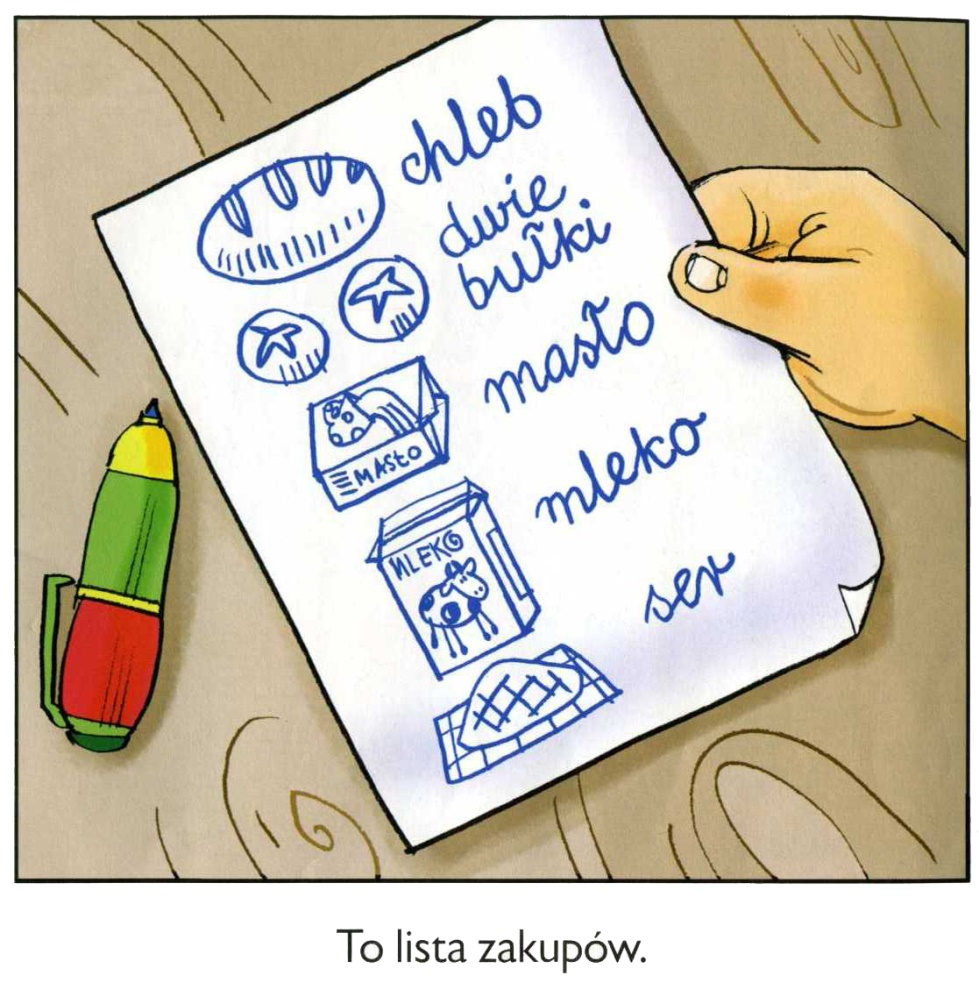 chleb
dwie
bułki
masło
MASŁO
mleko
MLEKO
ser
To lista zakupów.